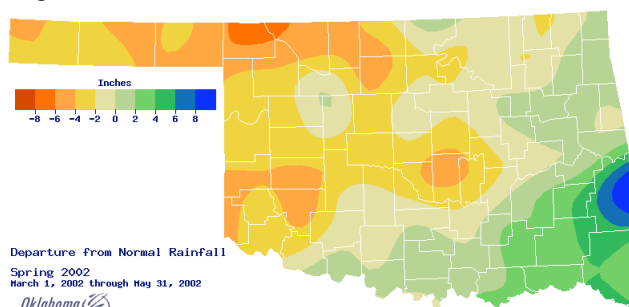 Inches
-8 -6 -4 -2 0 2 4 6 8
Departure from Normal Rainfall
Spring 2002
March 1, 2002 through May 31, 2002
Oklahoma